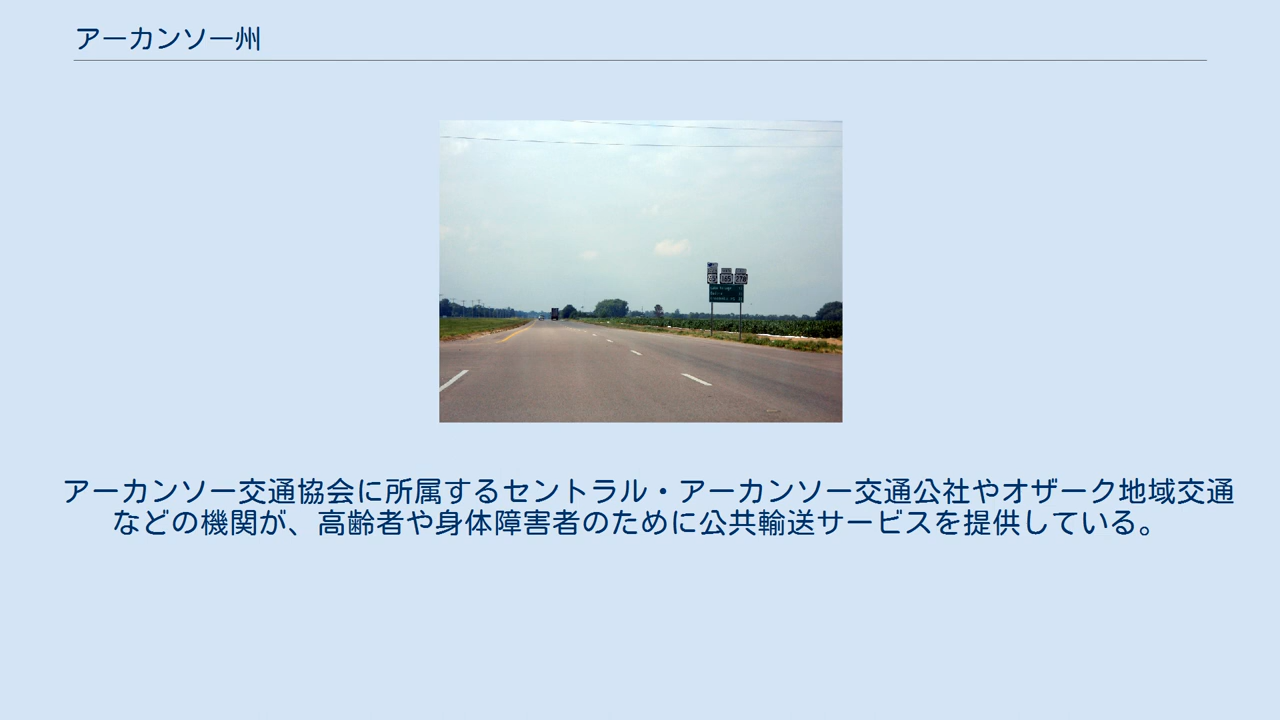 アーカンソー州
アーカンソー交通協会に所属するセントラル・アーカンソー交通公社やオザーク地域交通
などの機関が、高齢者や身体障害者のために公共輸送サービスを提供している。